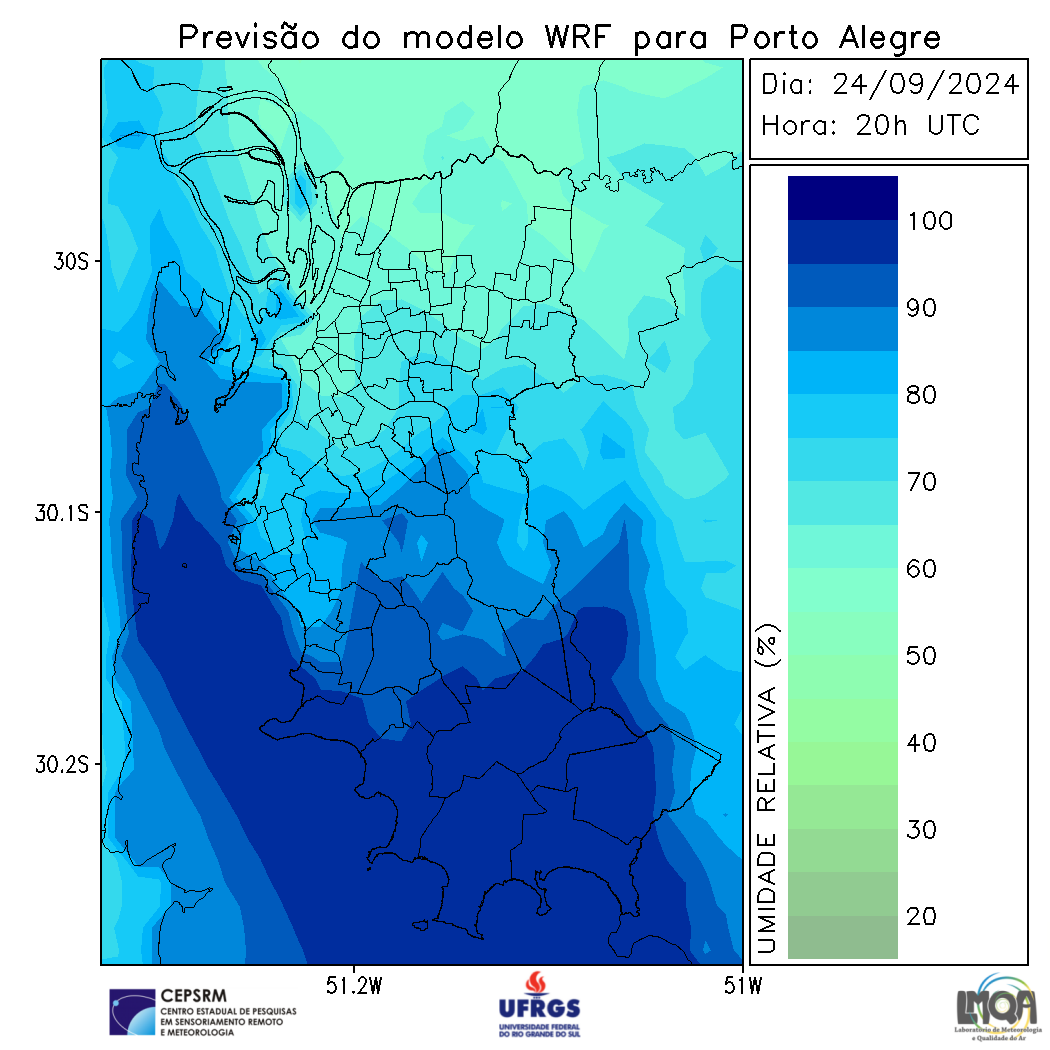 Previsão do modelo WRF para Porto Alegre
Dia: 24/09/2024
Hora: 20h UTC
30S
30.1S
30.2S
51.2W
51W
UMIDADE RELATIVA (%)
100
90
80
70
60
50
40
30
20
CEPSRM
CENTRO ESTADUAL DE PESQUISAS
EM SENSORIAMENTO REMOTO
E METEOROLOGIA
UFRGS
UNIVERSIDADE FEDERAL
DO RIO GRANDE DO SUL
LMQA
Laboratório de Meteorologia
e Qualidade do Ar